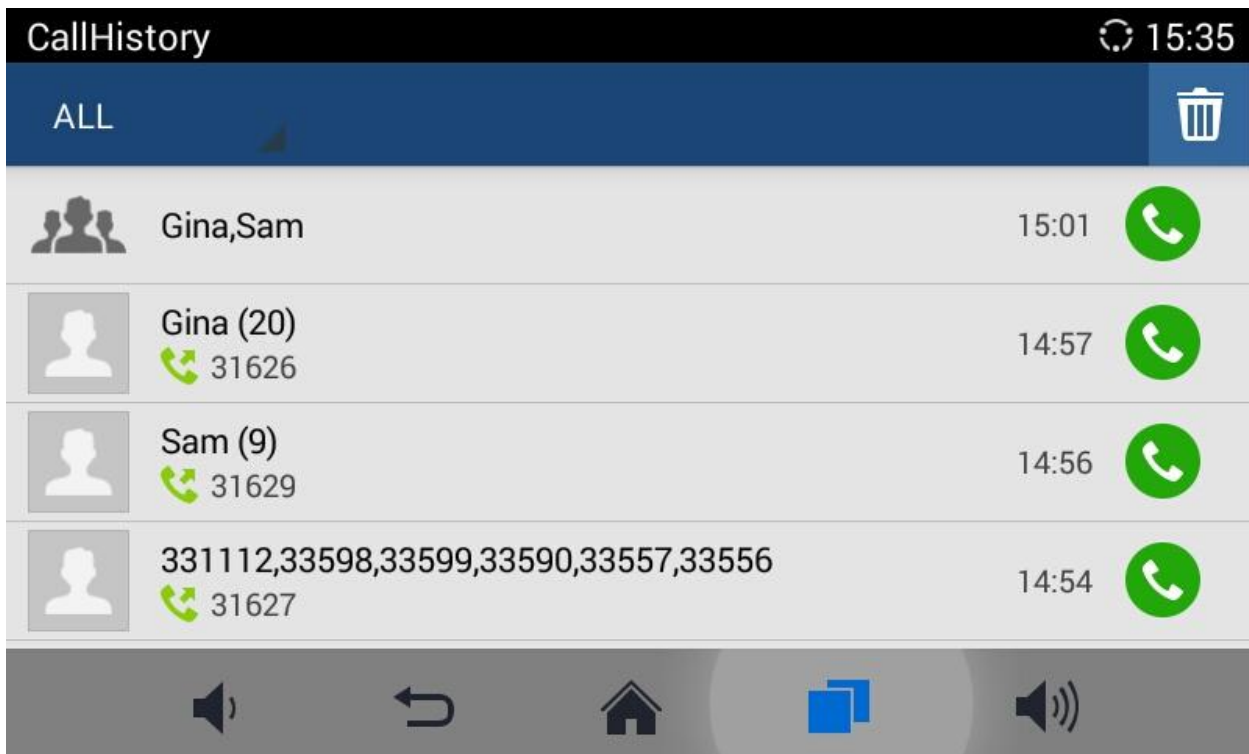 CallHistory 15:35
ALL
Gina,Sam 15:01
Gina (20)
31626 14:57
Sam (9)
31629 14:56
331112,33598,33599,33590,33557,33556
31627 14:54